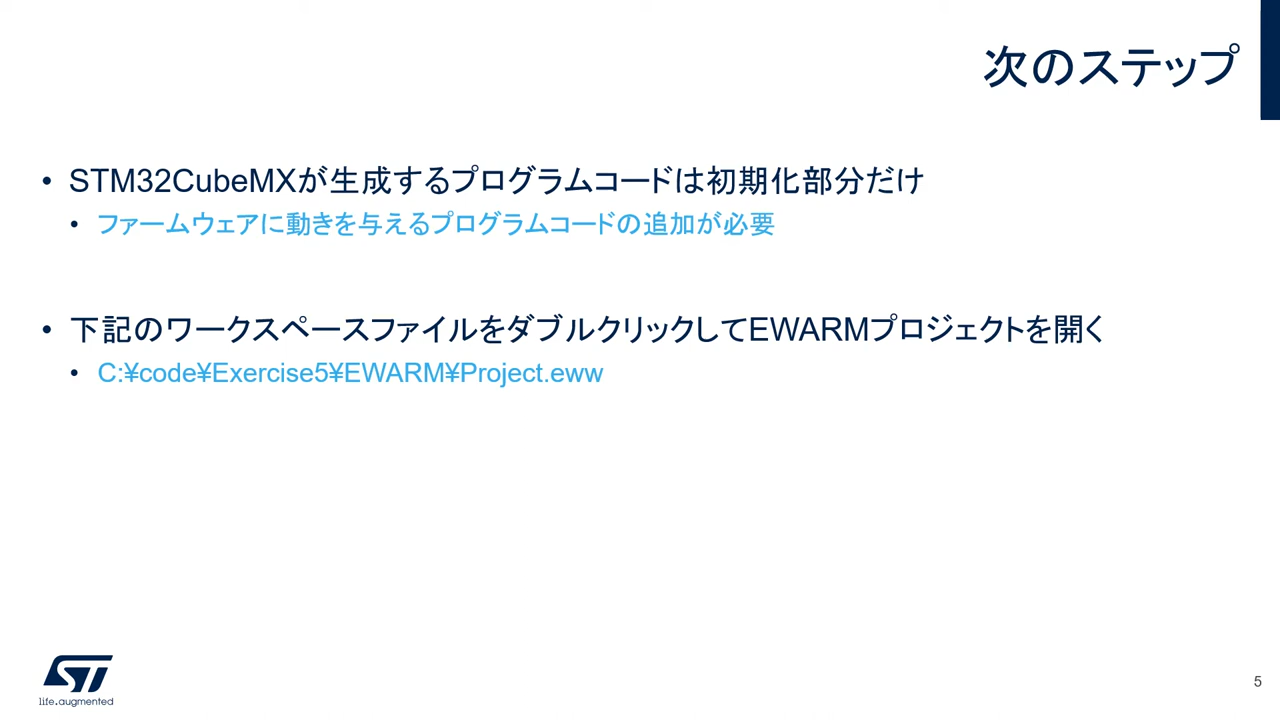 次のステップ
• STM32CubeMXが生成するプログラムコードは初期化部分だけ
• ファームウェアに動きを与えるプログラムコードの追加が必要
• 下記のワークスペースファイルをダブルクリックしてEWARMプロジェクトを開く
• C:¥code¥Exercise5¥EWARM¥Project.eww
ST
life.augmented
5